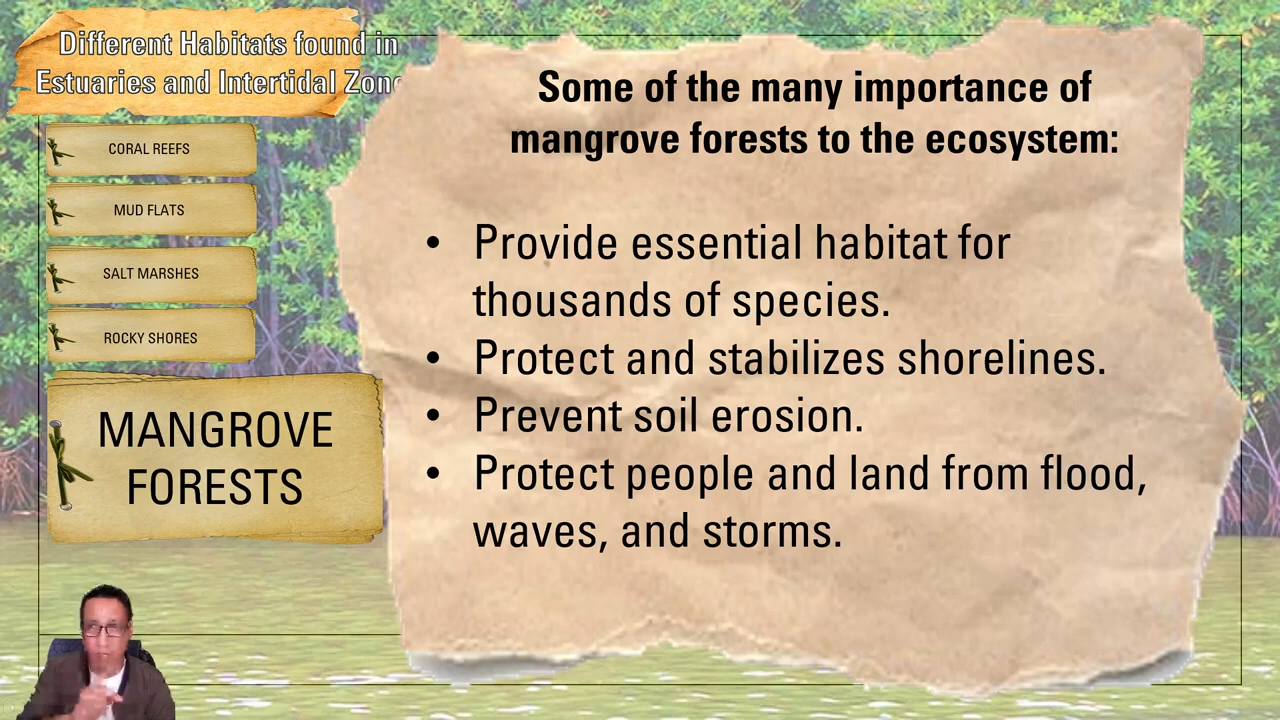 Different Habitats found in
Estuaries and Intertidal Zone
CORAL REEFS
MUD FLATS
SALT MARSHES
ROCKY SHORES
MANGROVE
FORESTS
Some of the many importance of
mangrove forests to the ecosystem:
• Provide essential habitat for
thousands of species.
• Protect and stabilizes shorelines.
• Prevent soil erosion.
• Protect people and land from flood,
waves, and storms.